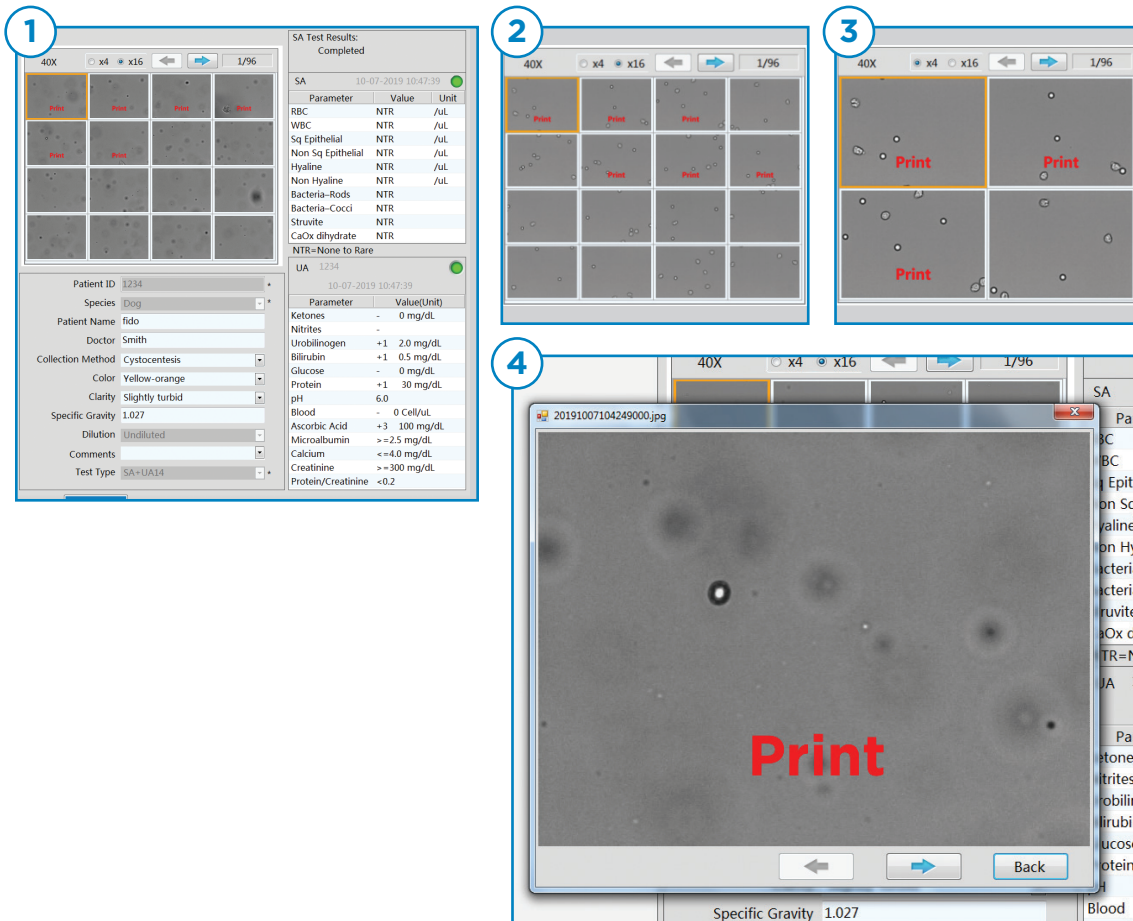 1
40X x4 x16 1/96
Print Print Print Print
Print Print
SA Test Results:
Completed
SA 10-07-2019 10:47:39
Parameter Value Unit
RBC NTR /uL
WBC NTR /uL
Sq Epithelial NTR /uL
Non Sq Epithelial NTR /uL
Hyaline NTR /uL
Non Hyaline NTR /uL
Bacteria–Rods NTR
Bacteria–Cocci NTR
Struvite NTR
CaOx dihydrate NTR
NTR=None to Rare
UA 1234
10-07-2019 10:47:39
Parameter Value(Unit)
Ketones - 0 mg/dL
Nitrites -
Urobilinogen +1 2.0 mg/dL
Bilirubin +1 0.5 mg/dL
Glucose - 0 mg/dL
Protein +1 30 mg/dL
pH 6.0
Blood - 0 Cell/uL
Ascorbic Acid +3 100 mg/dL
Microalbumin >=2.5 mg/dL
Calcium <=4.0 mg/dL
Creatinine >=300 mg/dL
Protein/Creatinine <0.2
Patient ID 1234 *
Species Dog *
Patient Name fido
Doctor Smith
Collection Method Cystocentesis
Color Yellow-orange
Clarity Slightly turbid
Specific Gravity 1.027
Dilution Undiluted
Comments
Test Type SA+UA14 *
2
40X x4 x16 1/96
Print Print Print
Print Print Print
3
40X x4 x16 1/96
Print Print
Print
4
40X x4 x16 1/96
SA
20191007104249000.jpg
Print
Back
Specific Gravity 1.027
Blood